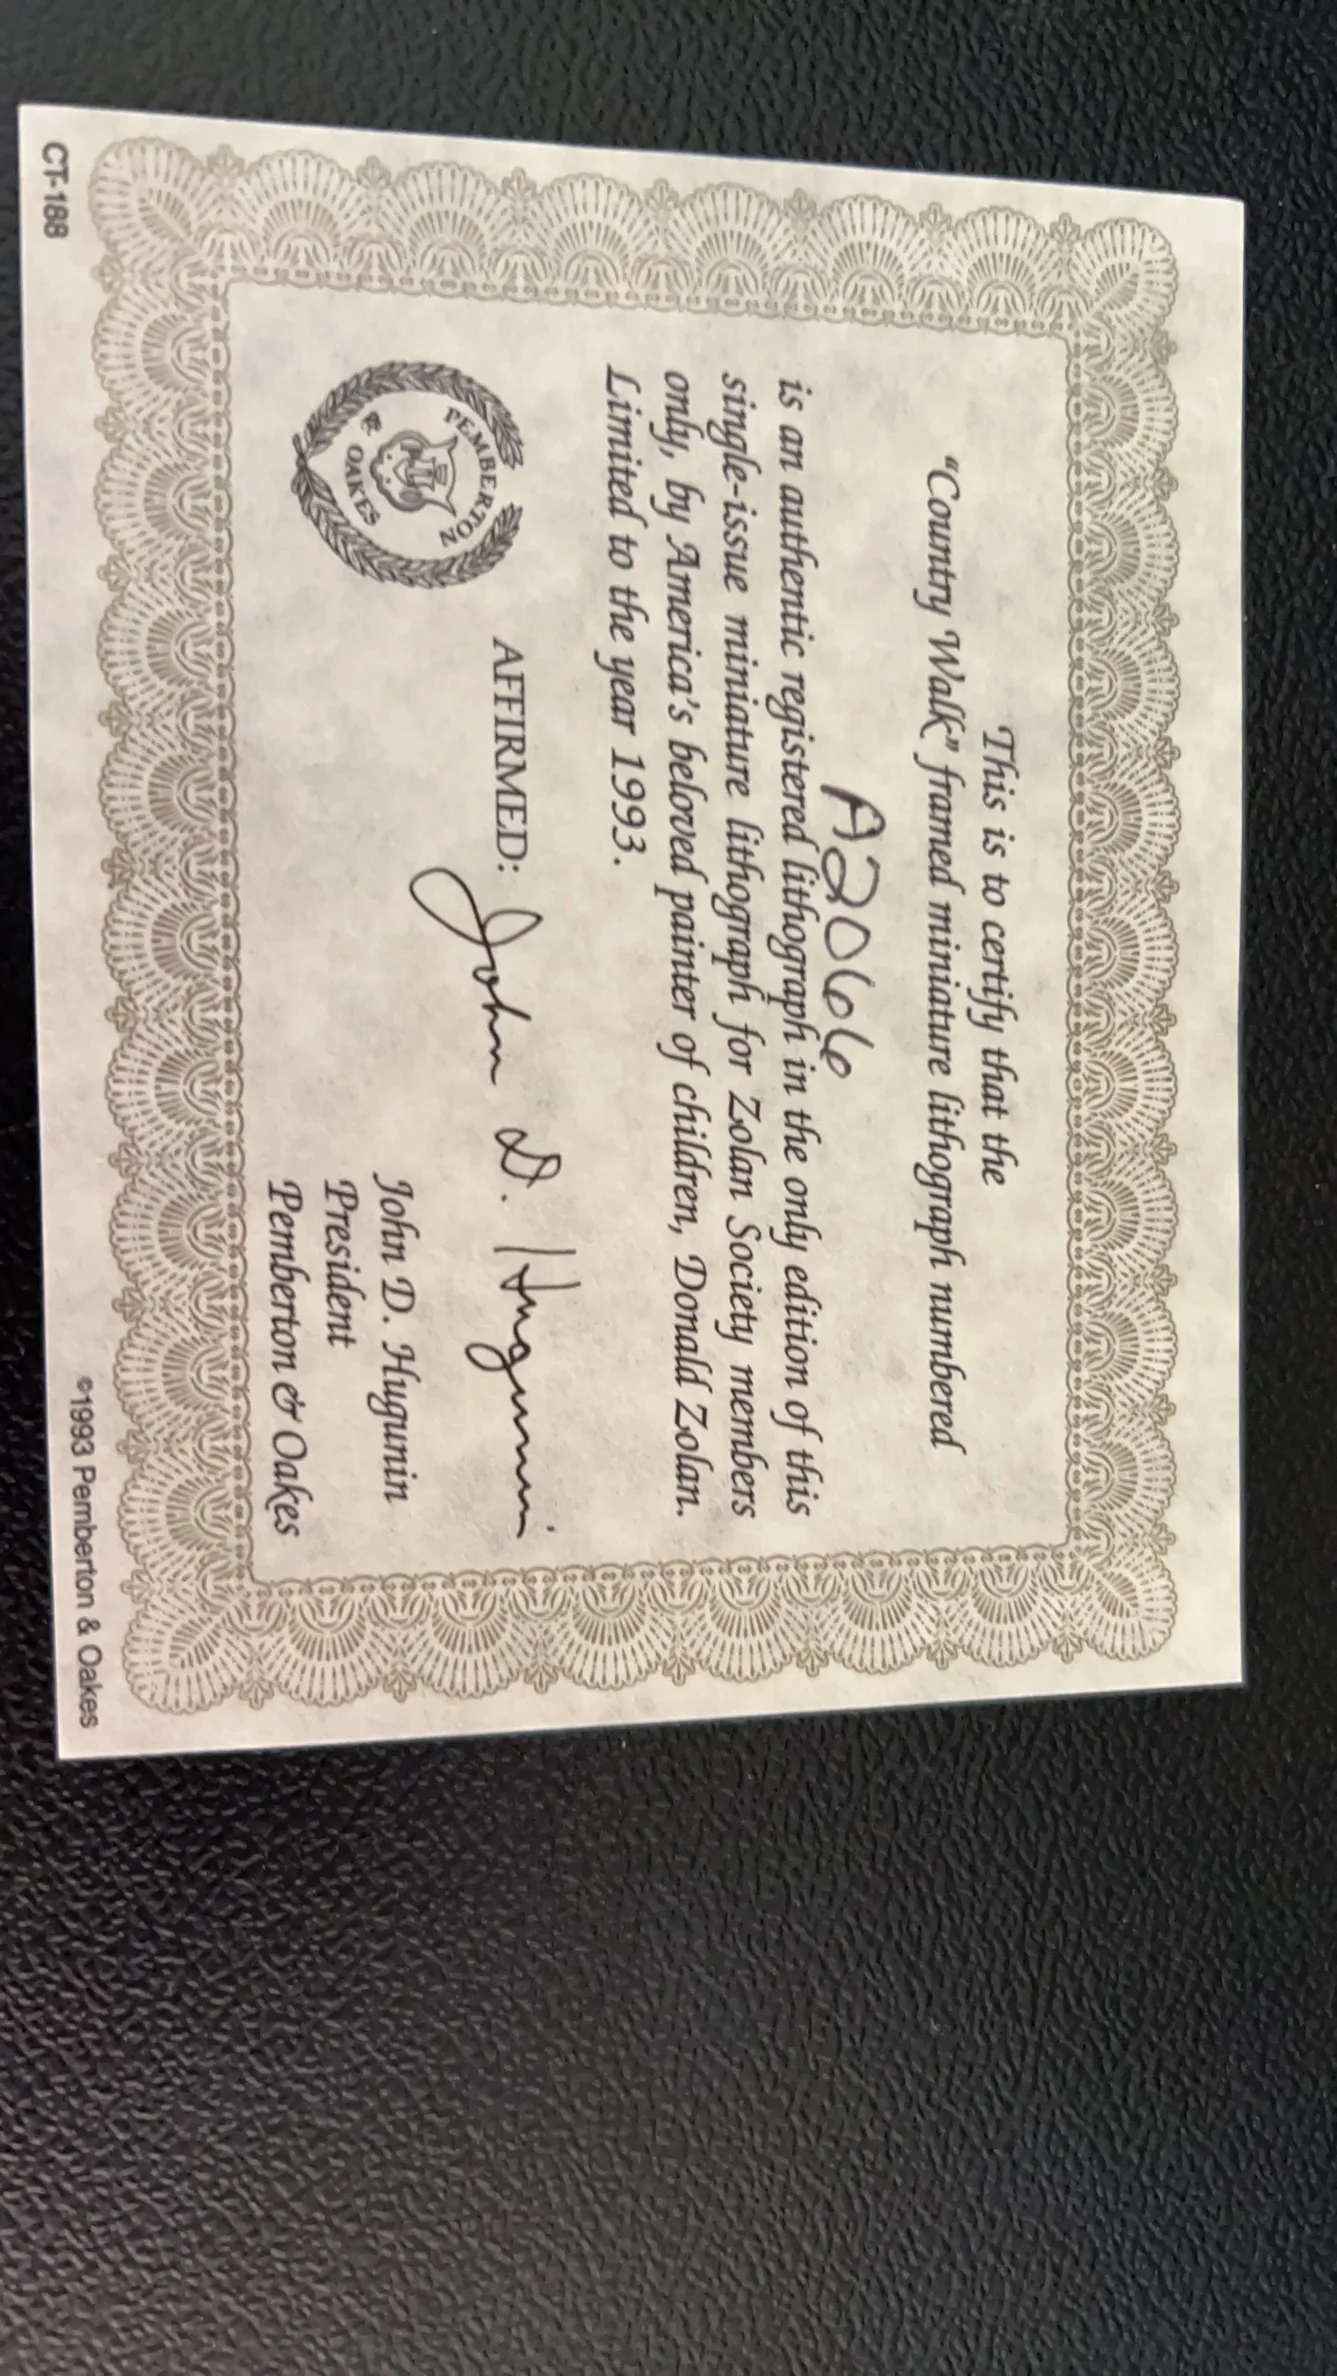 This is to certify that the
“Country Walk” framed miniature lithograph numbered
A2066
is an authentic registered lithograph in the only edition of this
single-issue miniature lithograph for Zolan Society members
only, by America’s beloved painter of children, Donald Zolan.
Limited to the year 1993.
PEMBERTON
& OAKES
AFFIRMED: John D. Hugunin
John D. Hugunin
President
Pemberton & Oakes
CT-188
©1993 Pemberton & Oakes